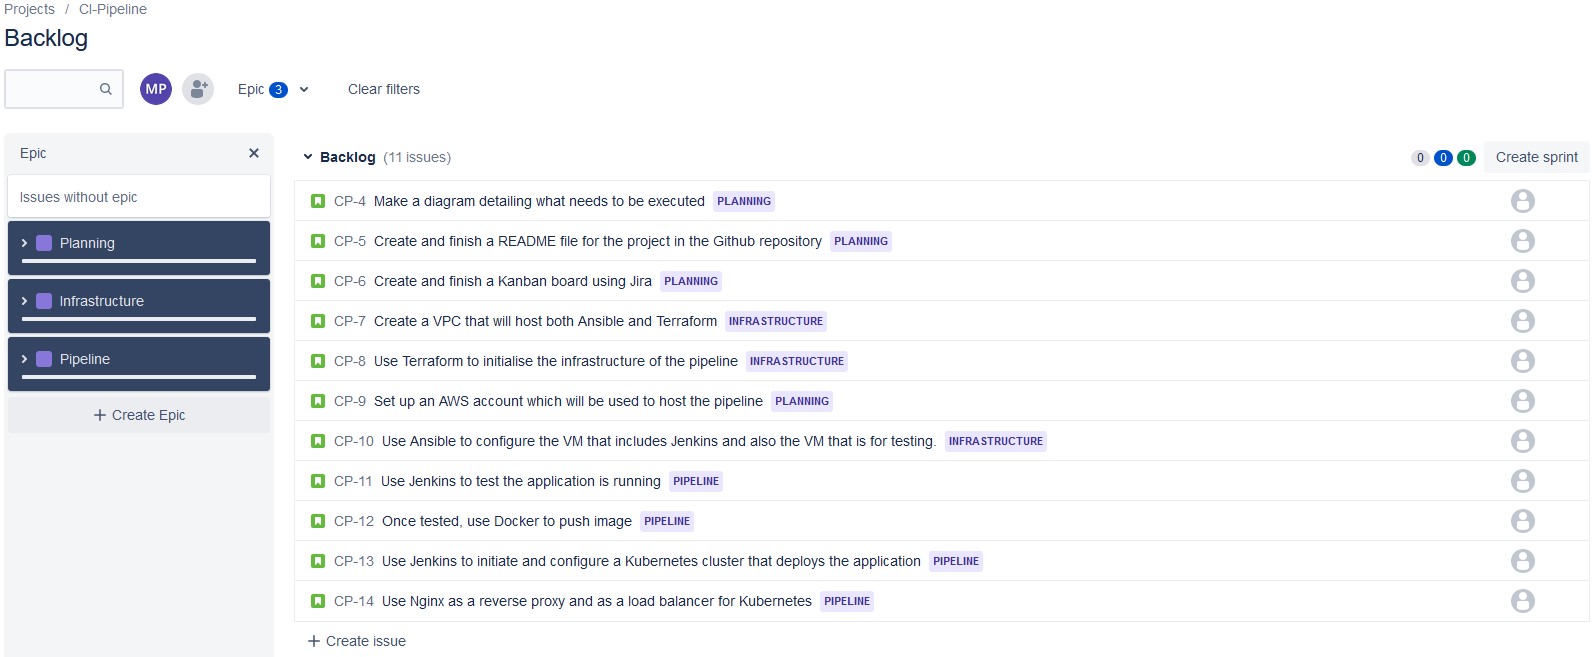 Projects / CI-Pipeline
Backlog
MP
Epic 3
Clear filters
Epic
Issues without epic
Planning
Infrastructure
Pipeline
Create Epic
Backlog (11 issues)
0 0 0 Create sprint
CP-4 Make a diagram detailing what needs to be executed PLANNING
CP-5 Create and finish a README file for the project in the Github repository PLANNING
CP-6 Create and finish a Kanban board using Jira PLANNING
CP-7 Create a VPC that will host both Ansible and Terraform INFRASTRUCTURE
CP-8 Use Terraform to initialise the infrastructure of the pipeline INFRASTRUCTURE
CP-9 Set up an AWS account which will be used to host the pipeline PLANNING
CP-10 Use Ansible to configure the VM that includes Jenkins and also the VM that is for testing. INFRASTRUCTURE
CP-11 Use Jenkins to test the application is running PIPELINE
CP-12 Once tested, use Docker to push image PIPELINE
CP-13 Use Jenkins to initiate and configure a Kubernetes cluster that deploys the application PIPELINE
CP-14 Use Nginx as a reverse proxy and as a load balancer for Kubernetes PIPELINE
Create issue